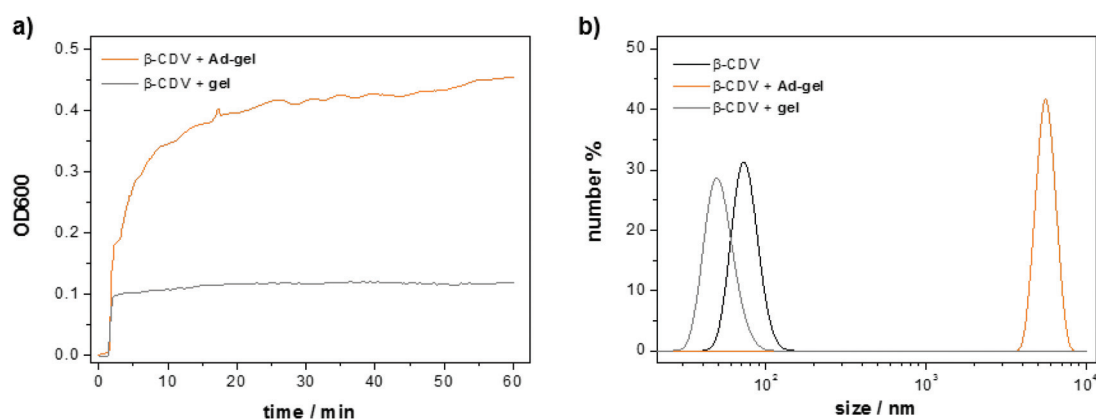 a)
β-CDV + Ad-gel
β-CDV + gel
OD600
0.5
0.4
0.3
0.2
0.1
0.0
0 10 20 30 40 50 60
time / min
b)
β-CDV
β-CDV + Ad-gel
β-CDV + gel
number %
50
40
30
20
10
0
10² 10³ 10⁴
size / nm